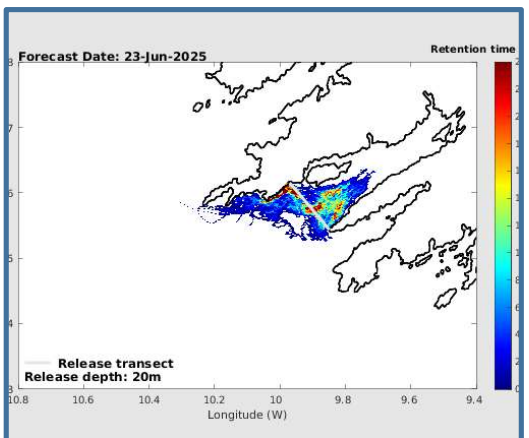 Forecast Date: 23-Jun-2025
Retention time
Release transect
Release depth: 20m
10.8 10.6 10.4 10.2 10 9.8 9.6 9.4
Longitude (W)